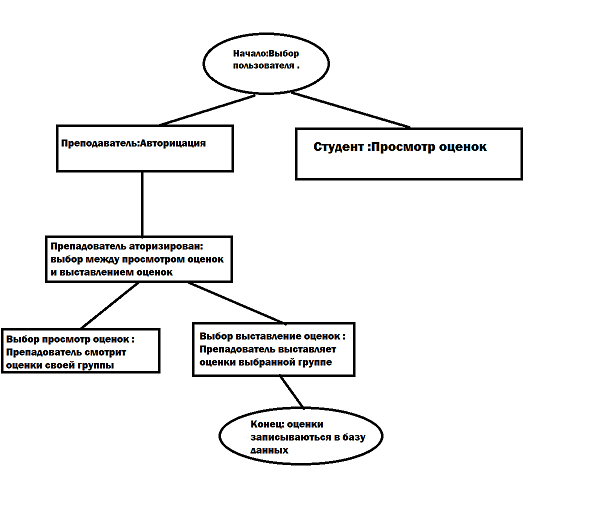 Начало:Выбор
пользователя .
Преподаватель:Авторицация
Студент :Просмотр оценок
Препадователь аторизирован:
выбор между просмотром оценок
и выставлением оценок
Выбор просмотр оценок :
Препадователь смотрит
оценки своей группы
Выбор выставление оценок :
Препадователь выставляет
оценки выбранной группе
Конец: оценки
записываються в базу
данных